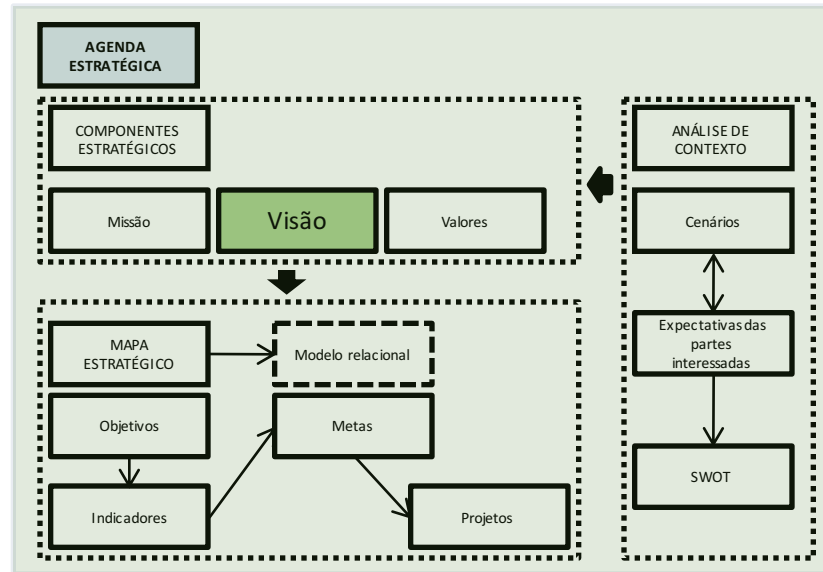 AGENDA
ESTRATÉGICA
COMPONENTES
ESTRATÉGICOS
Missão
Visão
Valores
ANÁLISE DE
CONTEXTO
Cenários
Expectativas das
partes
interessadas
SWOT
MAPA
ESTRATÉGICO
Modelo relacional
Objetivos
Metas
Indicadores
Projetos